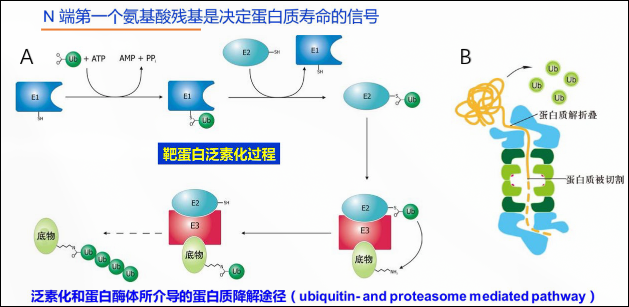 N 端第一个氨基酸残基是决定蛋白质寿命的信号
A
Ub + ATP
AMP + PPi
E2
SH
E1
SH
B
Ub
Ub
Ub
Ub
E1
SH
E1
S
O
Ub
E2
S
O
Ub
蛋白质解折叠
靶蛋白泛素化过程
蛋白质被切割
E2
SH
E3
底物
N
O
Ub
E2
S
O
Ub
E3
底物
NH₂
底物
N
O
Ub
Ub
Ub
Ub
泛素化和蛋白酶体所介导的蛋白质降解途径（ubiquitin- and proteasome mediated pathway）